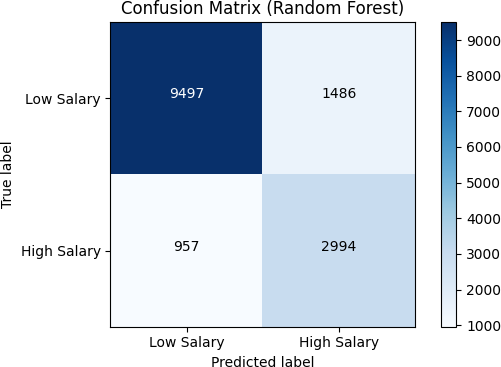 Confusion Matrix (Random Forest)
True label
Low Salary
High Salary
9497
1486
957
2994
Low Salary
High Salary
Predicted label
9000
8000
7000
6000
5000
4000
3000
2000
1000